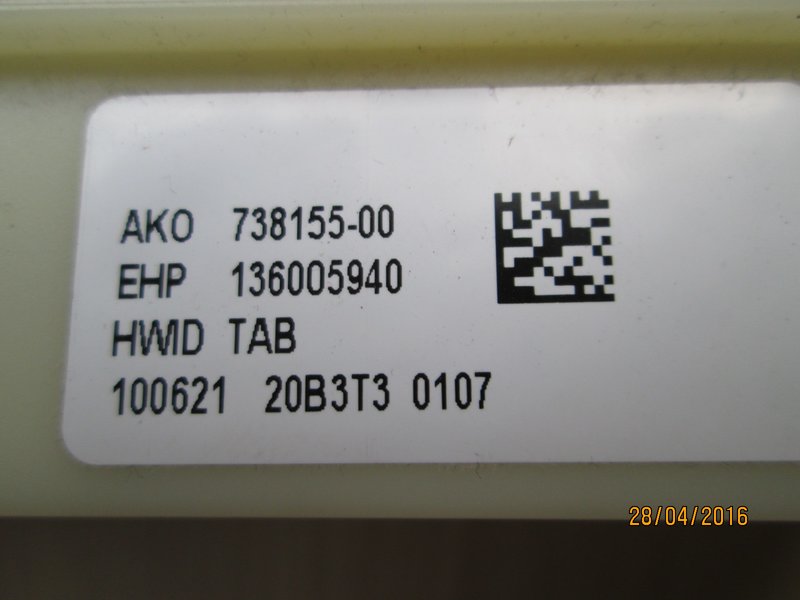 AKO 738155-00
EHP 136005940
HWID TAB
100621 20B3T3 0107
28/04/2016